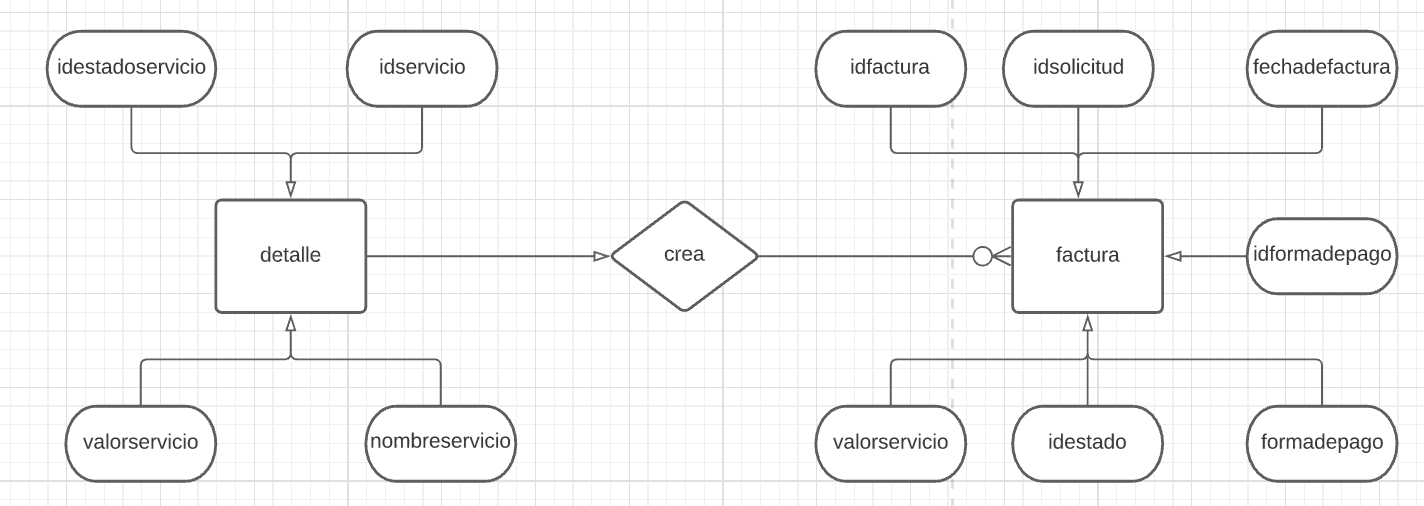 idestadoservicio
idservicio
idfactura
idsolicitud
fechadefactura
detalle
crea
factura
idformadepago
valorservicio
nombreservicio
valorservicio
idestado
formadepago